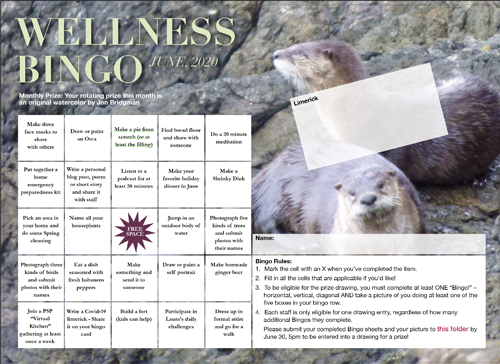 WELLNESS
BINGO JUNE, 2020
Monthly Prize: Your rotating prize this month is
an original watercolor by Jon Bridgman
Make three
face masks to
share
with others
Draw or paint
an Orca
Make a pie from
scratch (or at
least the filling)
Find bread flour
and share with
someone
Do a 20 minute
meditation
Put together a
home
emergency
preparedness kit
Write a personal
blog post, poem
or short story
and share it
with staff
Listen to a
podcast for at
least 20 minutes
Make your
favorite holiday
dinner in June
Make a
Shrinky Dink
Pick an area in
your home and
do some Spring
cleaning
Name all your
houseplants
FREE
SPACE
Jump in an
outdoor body of
water
Photograph five
kinds of trees
and submit
photos with
their names
Photograph three
kinds of birds
and submit
photos with their
names
Eat a dish
seasoned with
fresh habanero
peppers
Make
something and
send it to
someone
Draw or paint a
self portrait
Make homemade
ginger beer
Join a PSP
"Virtual
Kitchen"
gathering at least
once a week
Write a Covid-19
limerick - Share it
on your bingo
card
Build a fort
(kids can help)
Participate in
Laura's daily
challenges
Dress up in
formal attire
and go for a
walk
Limerick
Name:
Bingo Rules:
1. Mark the cell with an X when you've completed the item.
2. Fill in all the cells that are applicable if you'd like!
3. To be eligible for the prize drawing, you must complete at least ONE "Bingo!" –
horizontal, vertical, diagonal AND take a picture of you doing at least one of the
five boxes in your bingo row.
4. Each staff is only eligible for one drawing entry, regardless of how many
additional Bingos they complete.
Please submit your completed Bingo sheets and your picture to this folder by
June 30, 5pm to be entered into a drawing for a prize!